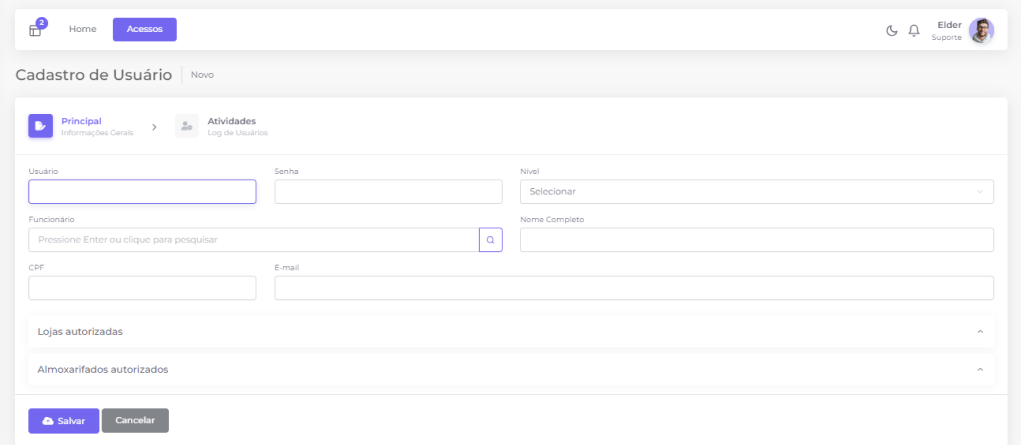 2
Home
Acessos
Elder
Suporte
Cadastro de Usuário
Novo
Principal
Informações Gerais
Atividades
Log de Usuários
Usuário
Senha
Nível
Selecionar
Funcionário
Nome Completo
Pressione Enter ou clique para pesquisar
CPF
E-mail
Lojas autorizadas
Almoxarifados autorizados
Salvar
Cancelar